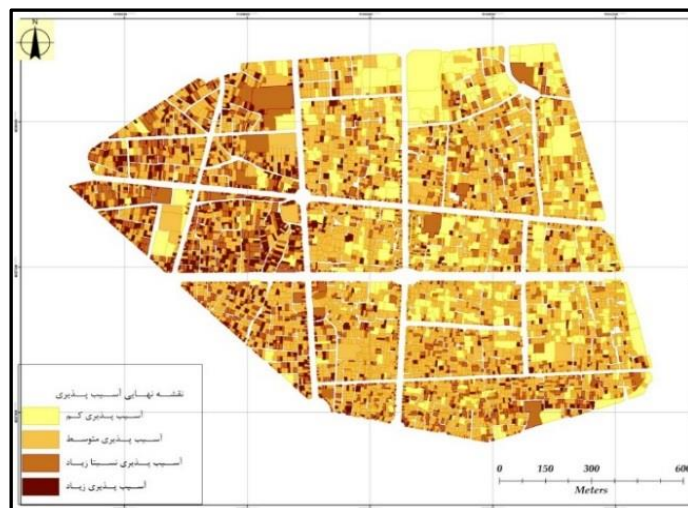 N
نقشه نهایی آسیب پذیری
آسیب پذیری کم
آسیب پذیری متوسط
آسیب پذیری نسبتا زیاد
آسیب پذیری زیاد
0 150 300 600
Meters